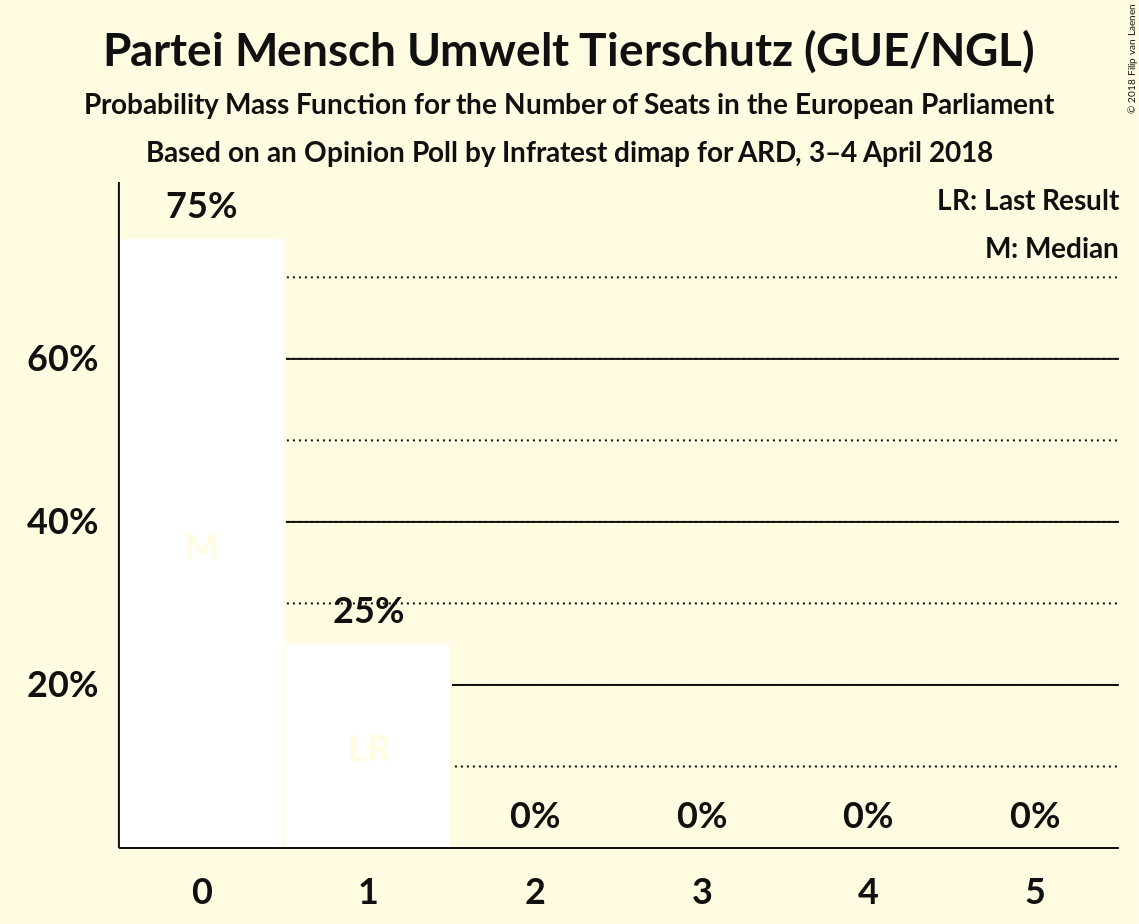 Partei Mensch Umwelt Tierschutz (GUE/NGL)
Probability Mass Function for the Number of Seats in the European Parliament
Based on an Opinion Poll by Infratest dimap for ARD, 3–4 April 2018
© 2018 Filip van Laenen
LR: Last Result
M: Median
75%
60%
40%
M
25%
20%
LR
0% 0% 0% 0%
0 1 2 3 4 5